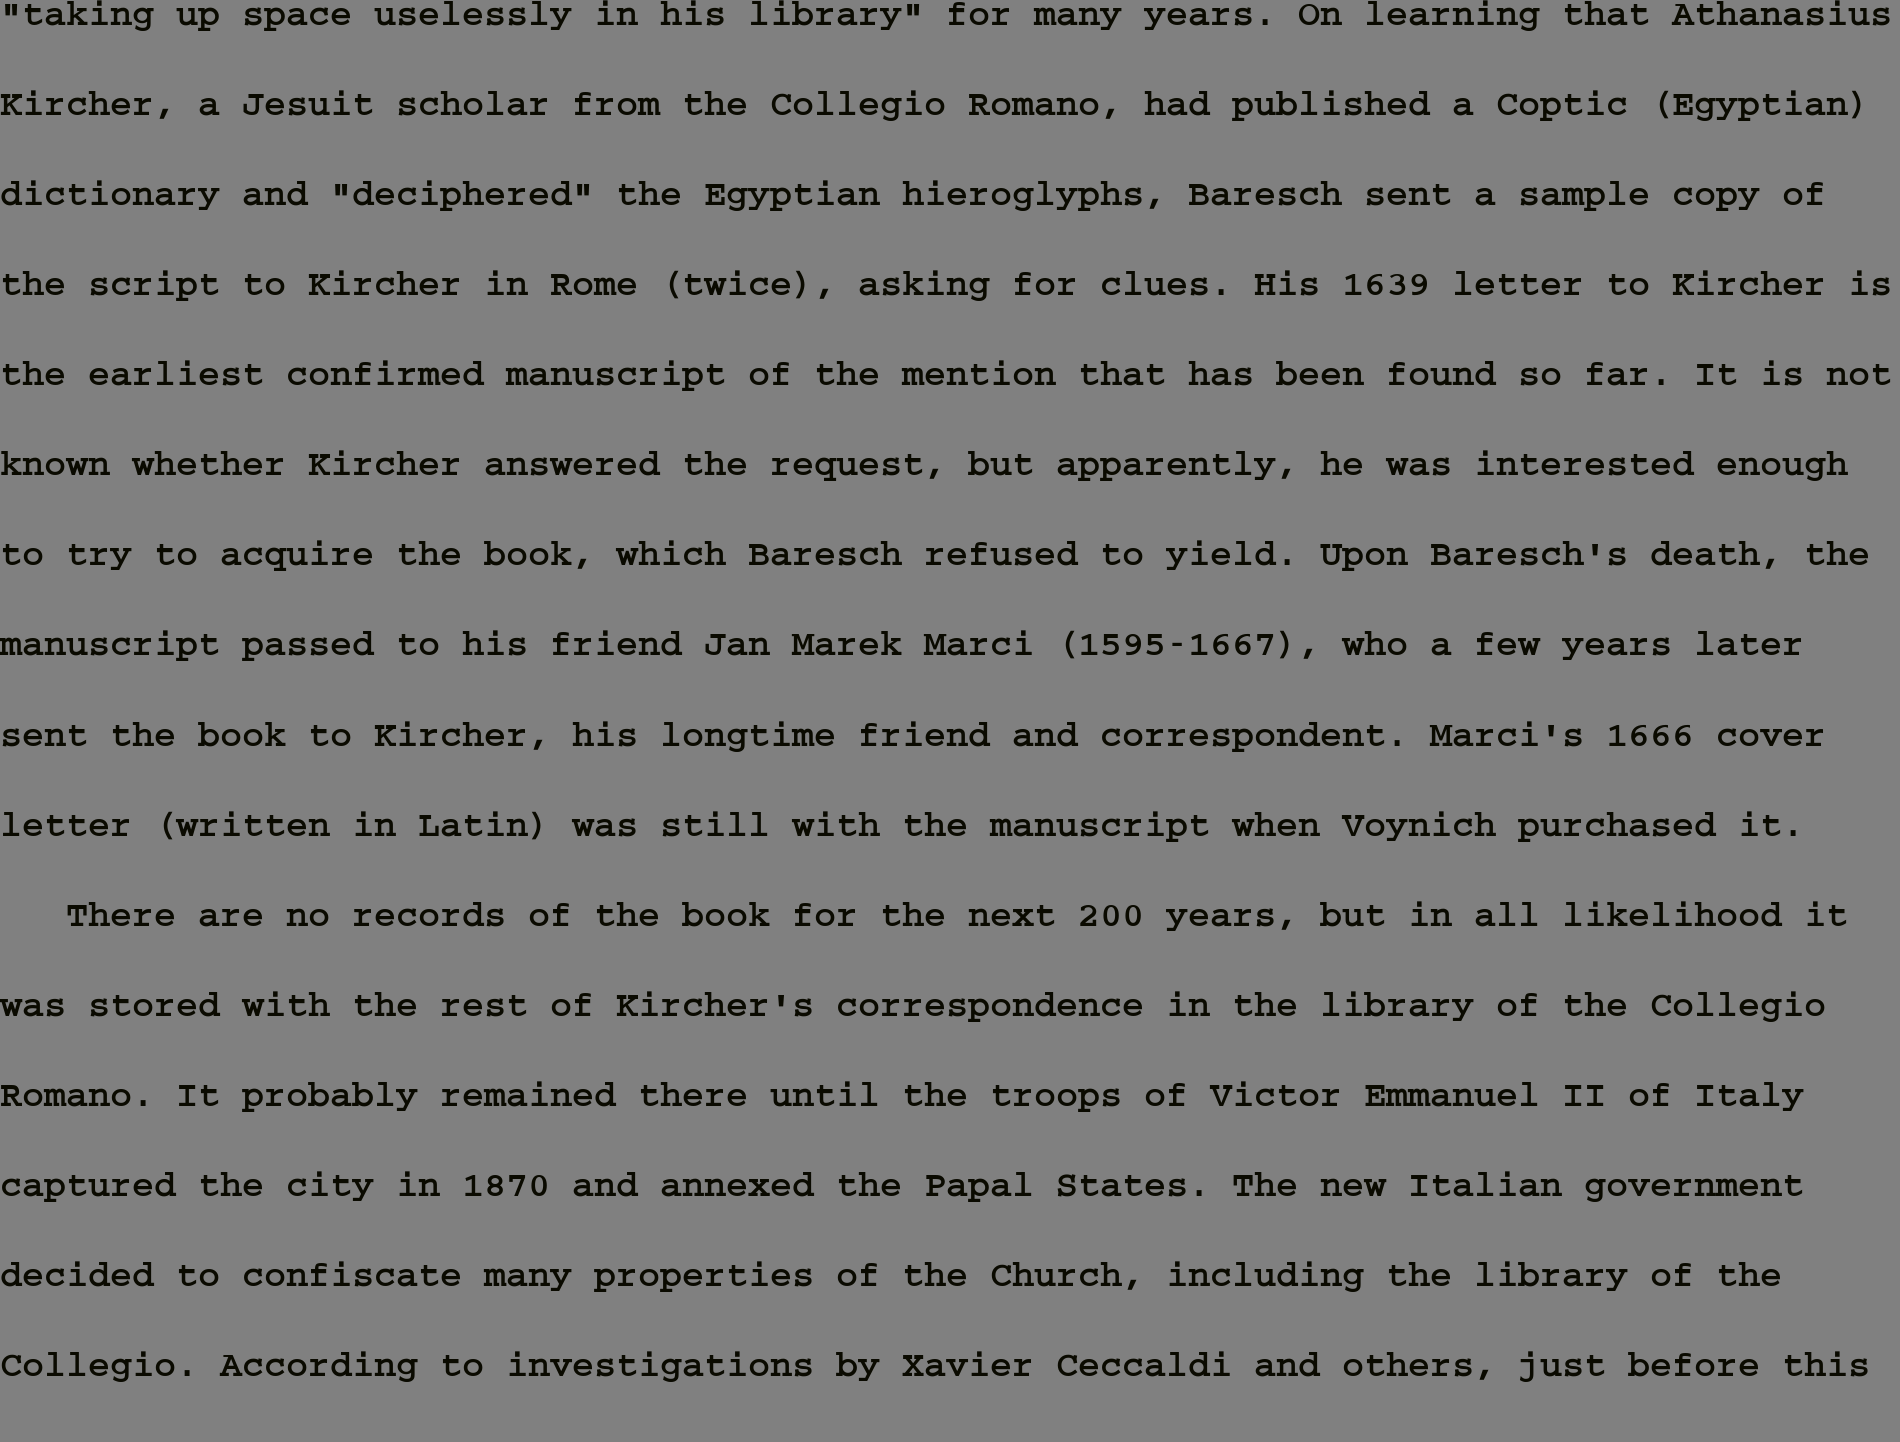 "taking up space uselessly in his library" for many years. On learning that Athanasius
Kircher, a Jesuit scholar from the Collegio Romano, had published a Coptic (Egyptian)
dictionary and "deciphered" the Egyptian hieroglyphs, Baresch sent a sample copy of
the script to Kircher in Rome (twice), asking for clues. His 1639 letter to Kircher is
the earliest confirmed manuscript of the mention that has been found so far. It is not
known whether Kircher answered the request, but apparently, he was interested enough
to try to acquire the book, which Baresch refused to yield. Upon Baresch's death, the
manuscript passed to his friend Jan Marek Marci (1595-1667), who a few years later
sent the book to Kircher, his longtime friend and correspondent. Marci's 1666 cover
letter (written in Latin) was still with the manuscript when Voynich purchased it.
There are no records of the book for the next 200 years, but in all likelihood it
was stored with the rest of Kircher's correspondence in the library of the Collegio
Romano. It probably remained there until the troops of Victor Emmanuel II of Italy
captured the city in 1870 and annexed the Papal States. The new Italian government
decided to confiscate many properties of the Church, including the library of the
Collegio. According to investigations by Xavier Ceccaldi and others, just before this